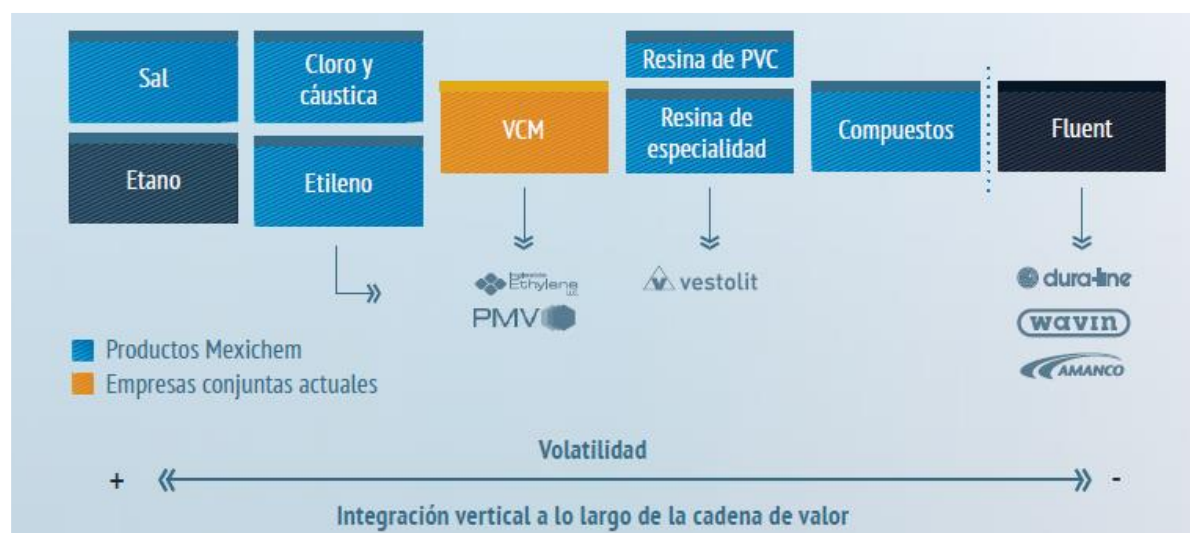 Sal
Cloro y
cáustica
Etano
Etileno
VCM
Resina de PVC
Resina de
especialidad
Compuestos
Fluent
Ethylene
PMV
vestolit
dura-line
wavin
AMANCO
Productos Mexichem
Empresas conjuntas actuales
Volatilidad
+
-
Integración vertical a lo largo de la cadena de valor